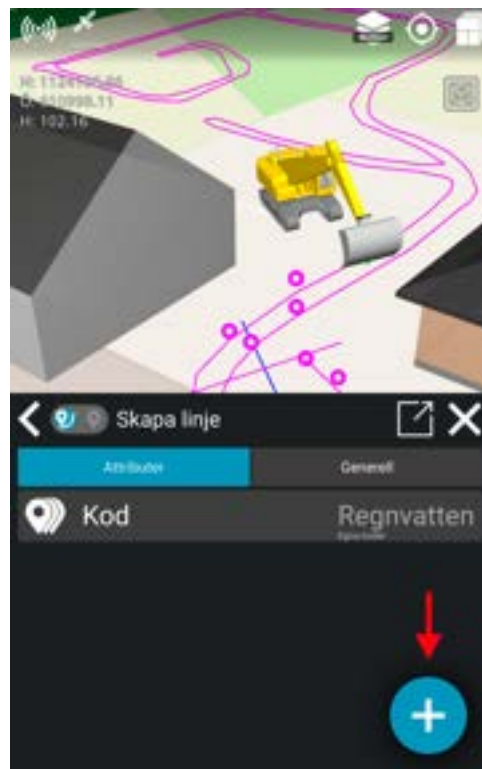 H: 102.16
Skapa linje
Attributer
Generell
Kod
Regnvatten